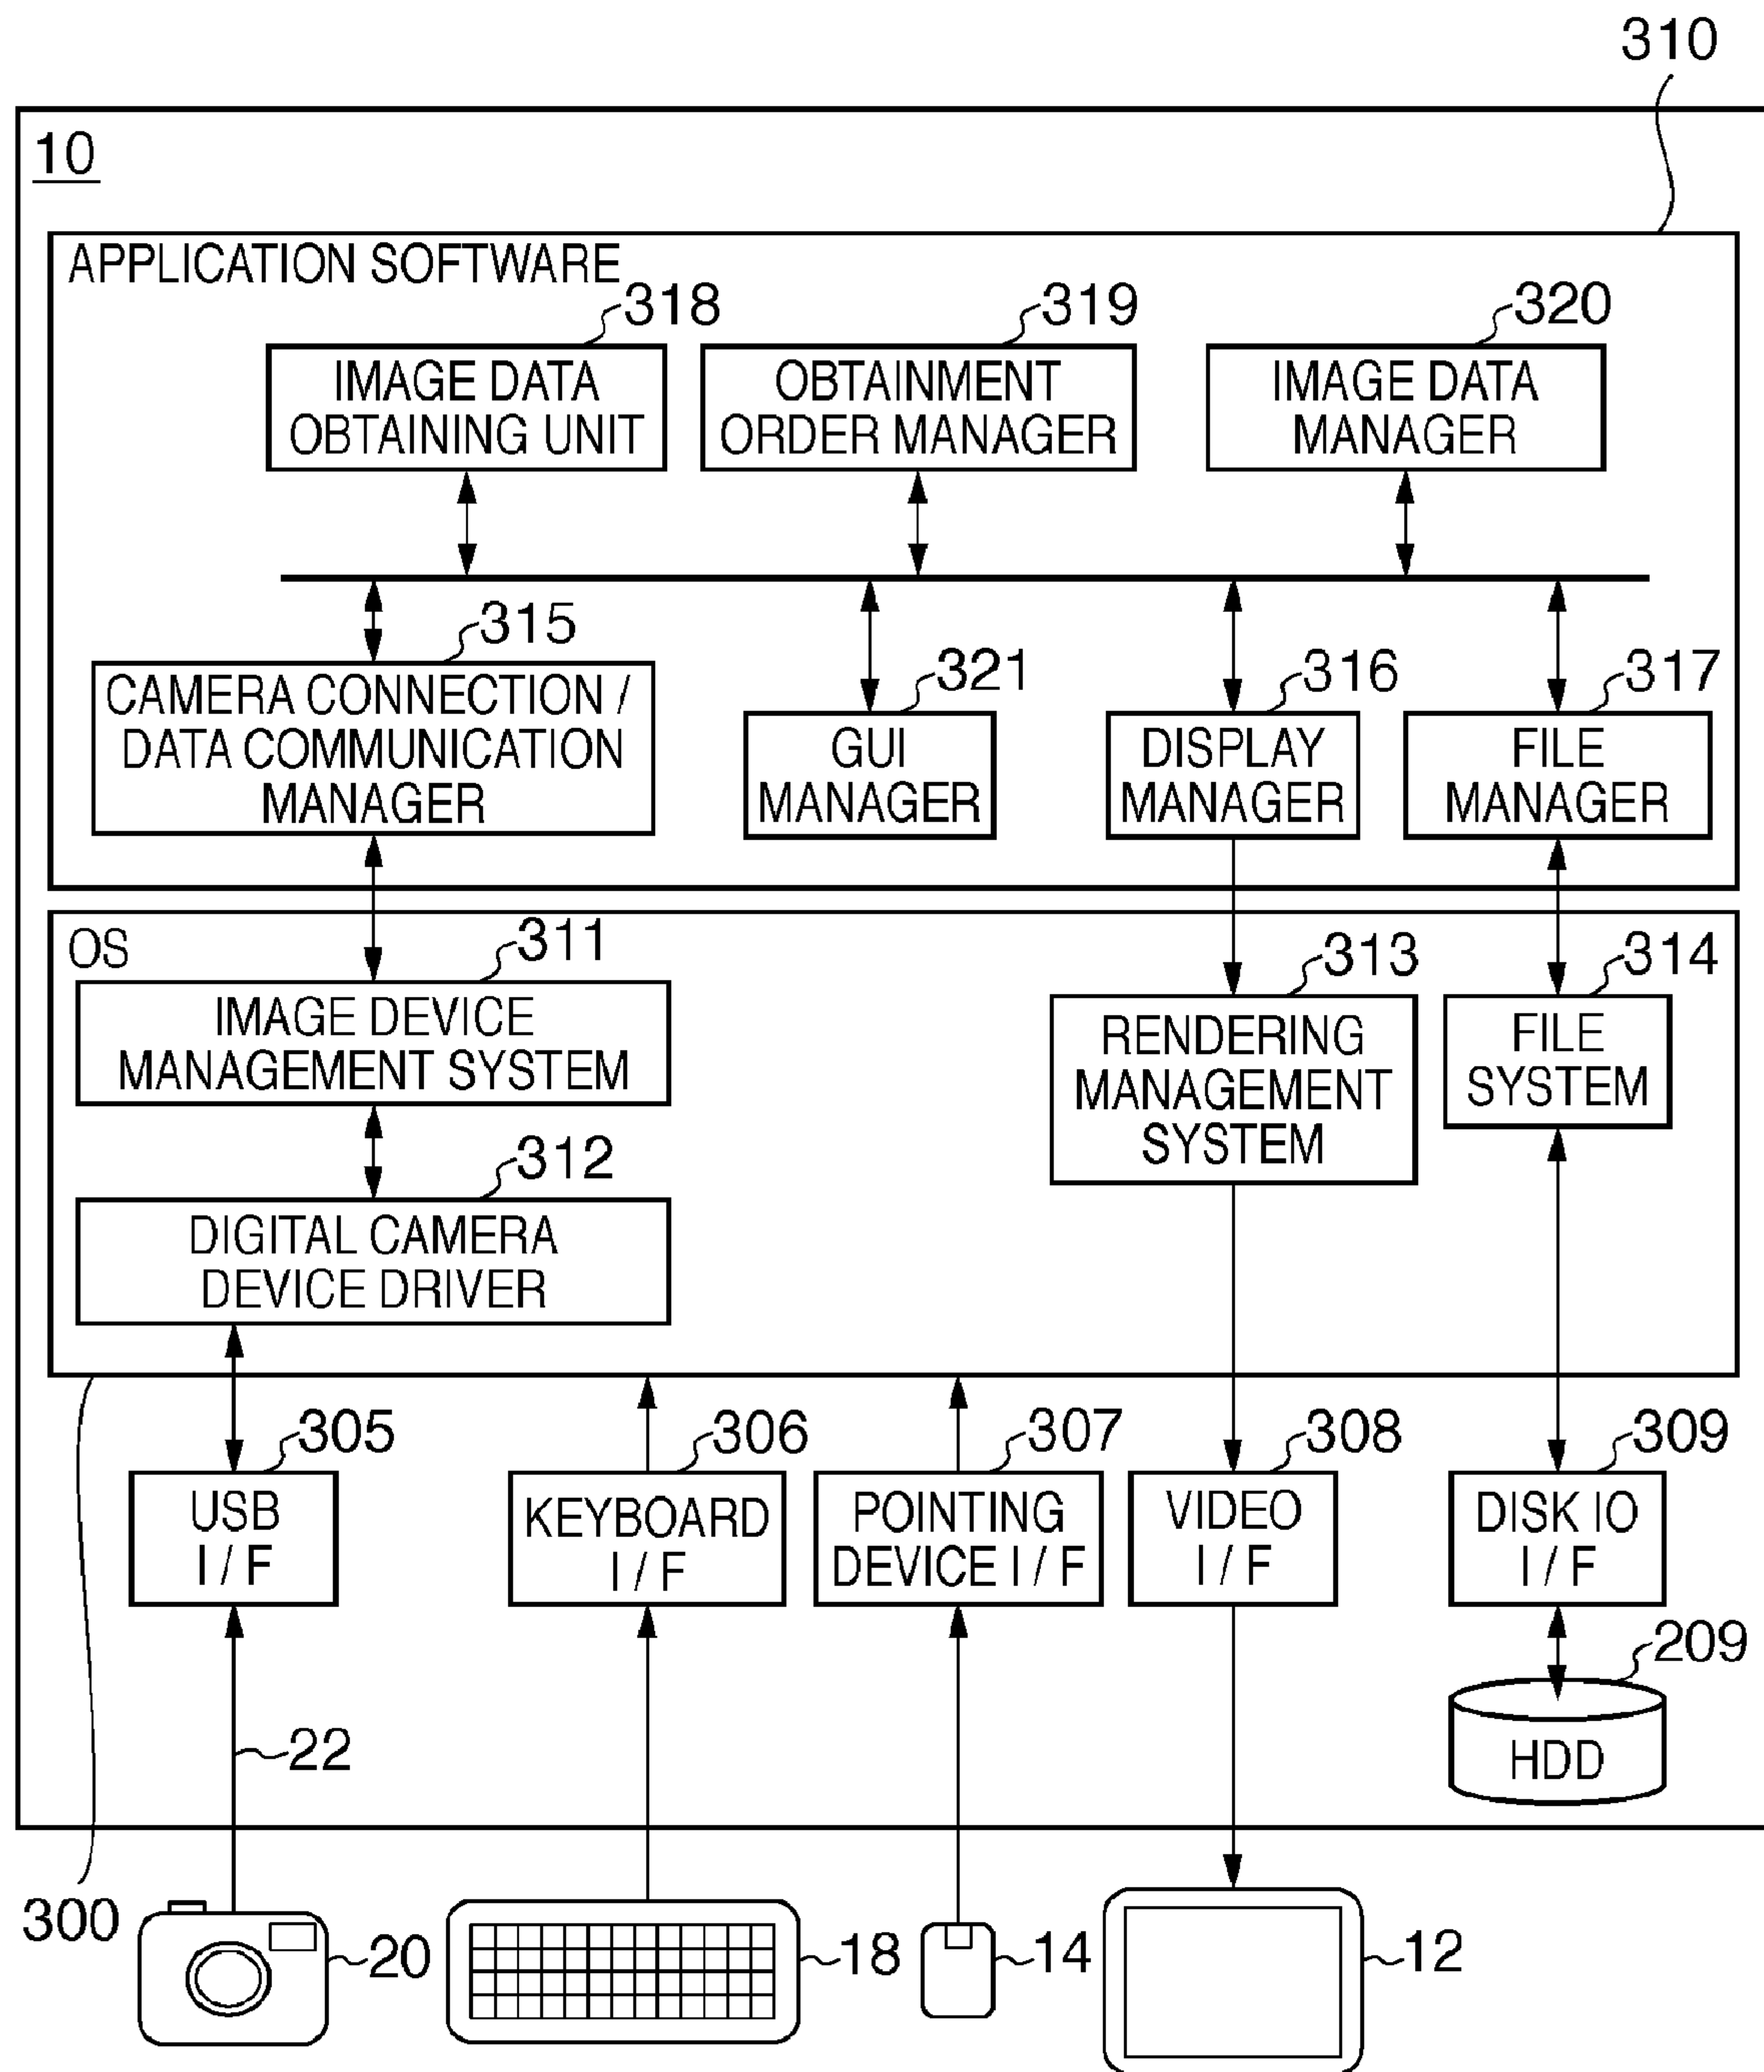 310
10
APPLICATION SOFTWARE
318
319
320
IMAGE DATA
OBTAINING UNIT
OBTAINMENT
ORDER MANAGER
IMAGE DATA
MANAGER
315
321
316
317
CAMERA CONNECTION /
DATA COMMUNICATION
MANAGER
GUI
MANAGER
DISPLAY
MANAGER
FILE
MANAGER
OS
311
313
314
IMAGE DEVICE
MANAGEMENT SYSTEM
RENDERING
MANAGEMENT
SYSTEM
FILE
SYSTEM
312
DIGITAL CAMERA
DEVICE DRIVER
305
306
307
308
309
USB
I / F
KEYBOARD
I / F
POINTING
DEVICE I / F
VIDEO
I / F
DISK IO
I / F
209
HDD
22
300
20
18
14
12